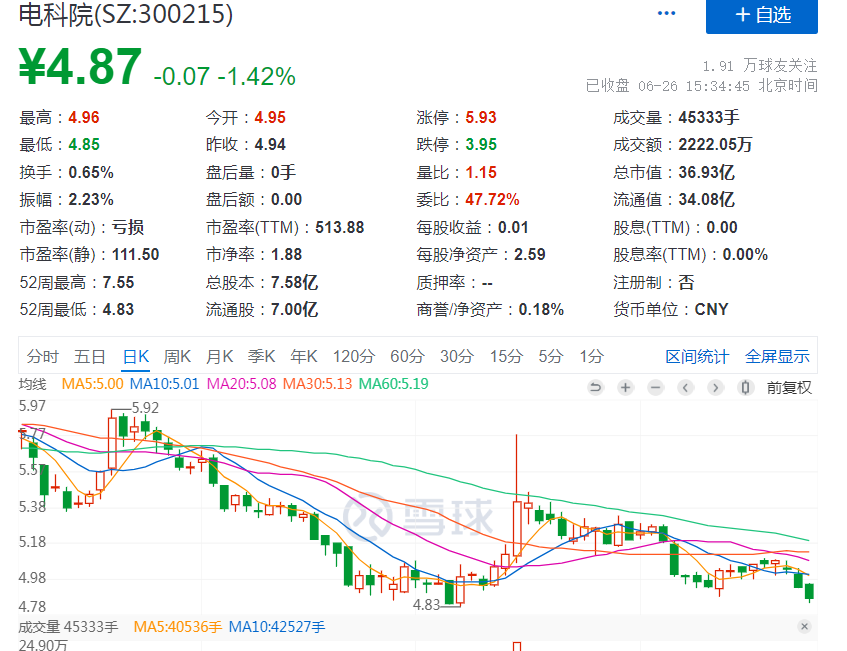 电科院(SZ:300215)
••• ＋自选
¥4.87 -0.07 -1.42%
1.91 万球友关注
已收盘 06-26 15:34:45 北京时间
最高：4.96 今开：4.95 涨停：5.93 成交量：45333手
最低：4.85 昨收：4.94 跌停：3.95 成交额：2222.05万
换手：0.65% 盘后量：0手 量比：1.15 总市值：36.93亿
振幅：2.23% 盘后额：0.00 委比：47.72% 流通值：34.08亿
市盈率(动)：亏损 市盈率(TTM)：513.88 每股收益：0.01 股息(TTM)：0.00
市盈率(静)：111.50 市净率：1.88 每股净资产：2.59 股息率(TTM)：0.00%
52周最高：7.55 总股本：7.58亿 质押率：-- 注册制：否
52周最低：4.83 流通股：7.00亿 商誉/净资产：0.18% 货币单位：CNY
分时 五日 日K 周K 月K 季K 年K 120分 60分 30分 15分 5分 1分 区间统计 全屏显示
均线 MA5:5.00 MA10:5.01 MA20:5.08 MA30:5.13 MA60:5.19 前复权
5.97
5.92
5.77
5.57
5.38
雪球
5.18
4.98
4.78
4.83
成交量 45333手 MA5:40536手 MA10:42527手
24.90万